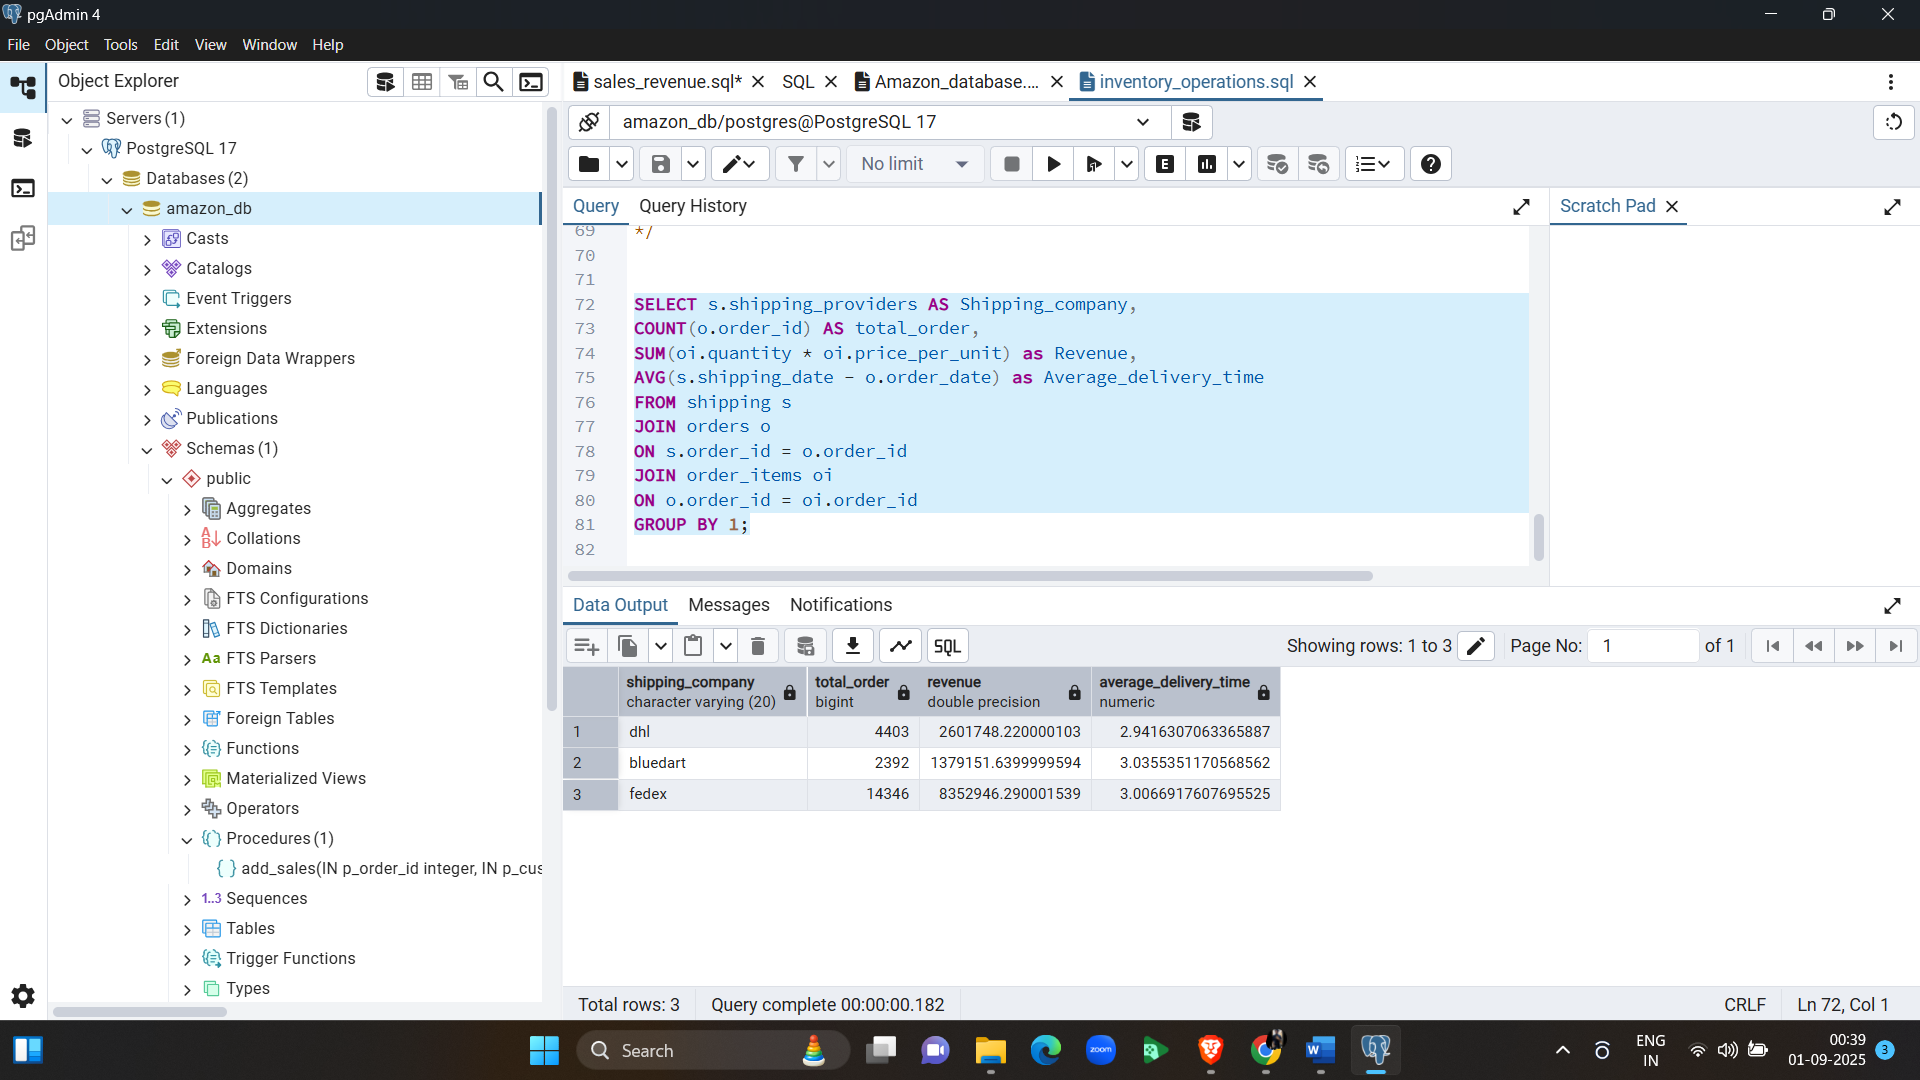 pgAdmin 4
File Object Tools Edit View Window Help
Object Explorer
Servers (1)
PostgreSQL 17
Databases (2)
amazon_db
Casts
Catalogs
Event Triggers
Extensions
Foreign Data Wrappers
Languages
Publications
Schemas (1)
public
Aggregates
Collations
Domains
FTS Configurations
FTS Dictionaries
Aa FTS Parsers
FTS Templates
Foreign Tables
Functions
Materialized Views
Operators
Procedures (1)
add_sales(IN p_order_id integer, IN p_cus
1..3 Sequences
Tables
Trigger Functions
Types
sales_revenue.sql* SQL Amazon_database.... inventory_operations.sql
amazon_db/postgres@PostgreSQL 17
No limit E
Query Query History
Scratch Pad
69 */
70
71
72 SELECT s.shipping_providers AS Shipping_company,
73 COUNT(o.order_id) AS total_order,
74 SUM(oi.quantity * oi.price_per_unit) as Revenue,
75 AVG(s.shipping_date - o.order_date) as Average_delivery_time
76 FROM shipping s
77 JOIN orders o
78 ON s.order_id = o.order_id
79 JOIN order_items oi
80 ON o.order_id = oi.order_id
81 GROUP BY 1;
82
Data Output Messages Notifications
SQL Showing rows: 1 to 3 Page No: 1 of 1
shipping_company total_order revenue average_delivery_time
character varying (20) bigint double precision numeric
1 dhl 4403 2601748.220000103 2.9416307063365887
2 bluedart 2392 1379151.6399999594 3.0355351170568562
3 fedex 14346 8352946.290001539 3.0066917607695525
Total rows: 3 Query complete 00:00:00.182 CRLF Ln 72, Col 1
Search zoom W ENG
IN
00:39
01-09-2025 3